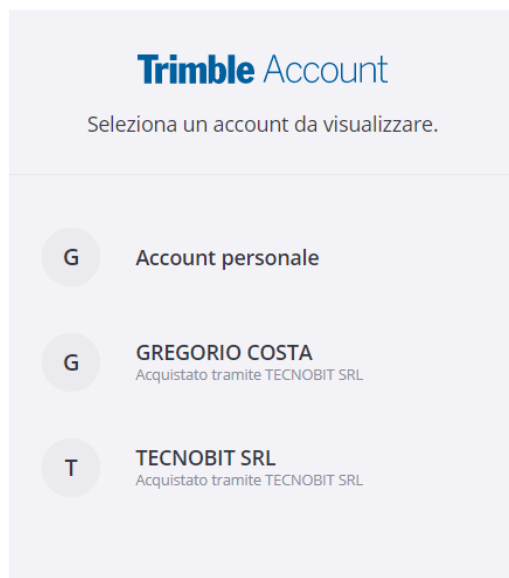 Trimble Account
Seleziona un account da visualizzare.
G
Account personale
G
GREGORIO COSTA
Acquistato tramite TECNOBIT SRL
T
TECNOBIT SRL
Acquistato tramite TECNOBIT SRL